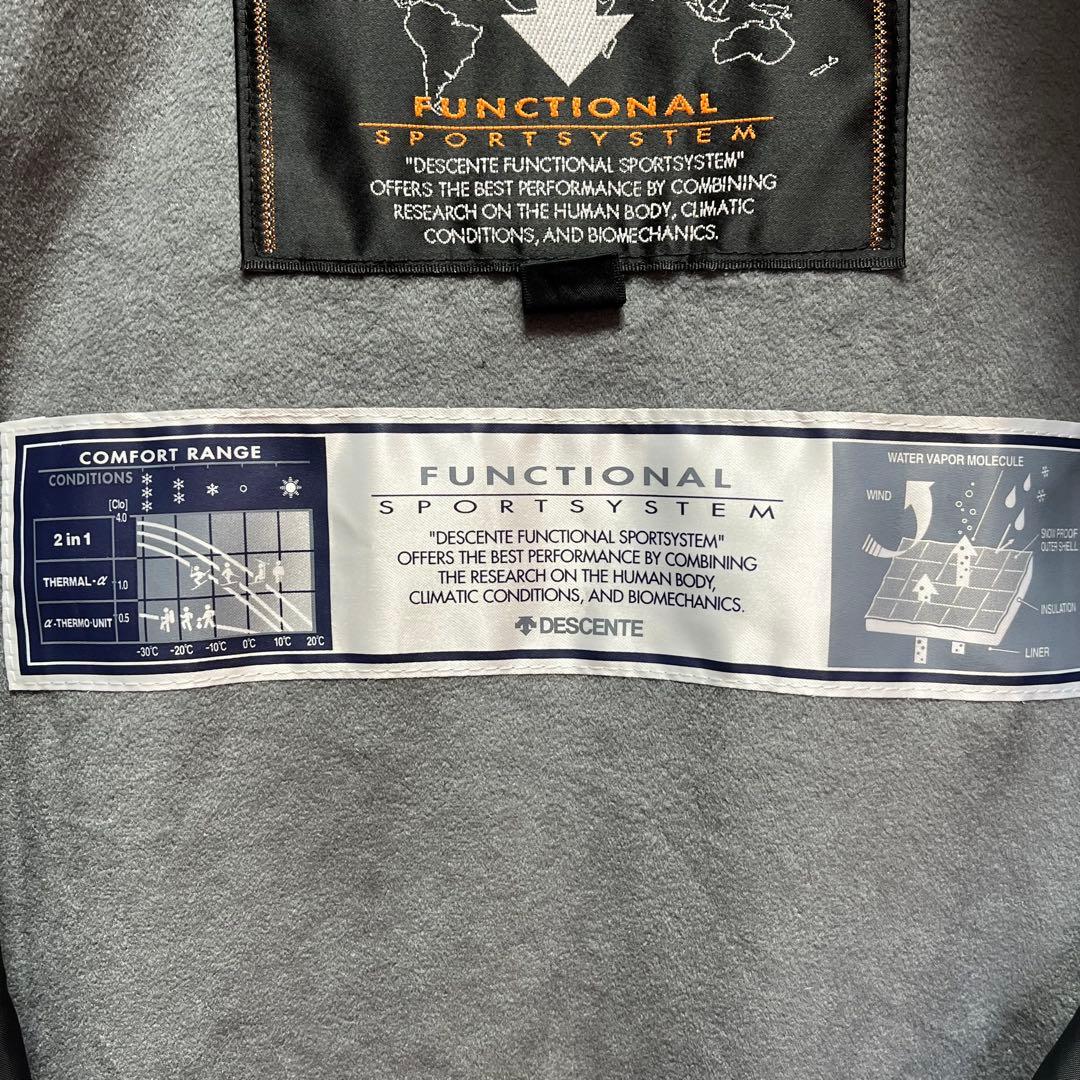 FUNCTIONAL
SPORTSYSTEM
"DESCENTE FUNCTIONAL SPORTSYSTEM"
OFFERS THE BEST PERFORMANCE BY COMBINING
RESEARCH ON THE HUMAN BODY, CLIMATIC
CONDITIONS, AND BIOMECHANICS.
COMFORT RANGE
CONDITIONS
[Clo]
4.0
2 in 1
THERMAL-α
1.0
α-THERMO·UNIT
0.5
-30℃ -20℃ -10℃ 0℃ 10℃ 20℃
FUNCTIONAL
SPORTSYSTEM
"DESCENTE FUNCTIONAL SPORTSYSTEM"
OFFERS THE BEST PERFORMANCE BY COMBINING
THE RESEARCH ON THE HUMAN BODY,
CLIMATIC CONDITIONS, AND BIOMECHANICS.
DESCENTE
WATER VAPOR MOLECULE
WIND
SNOW PROOF
OUTER SHELL
INSULATION
LINER